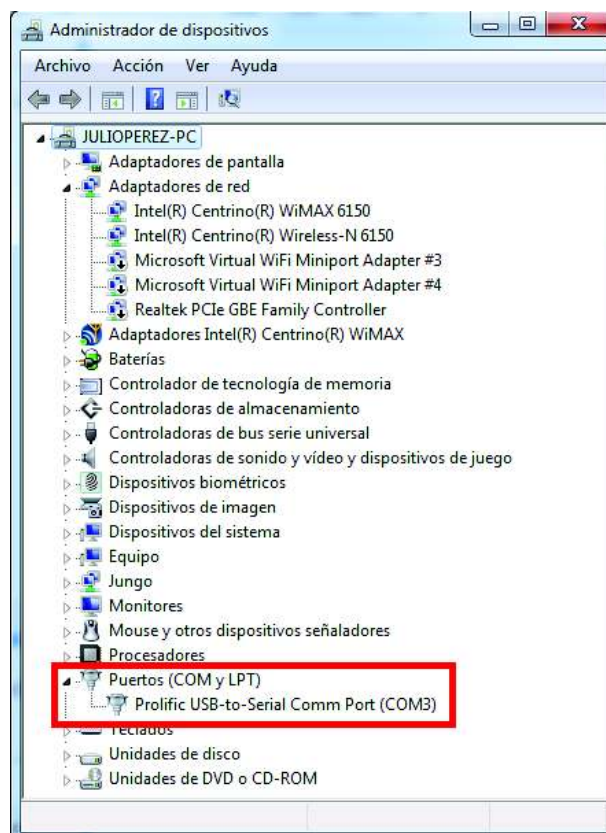 Administrador de dispositivos
Archivo Acción Ver Ayuda
JULIOPEREZ-PC
Adaptadores de pantalla
Adaptadores de red
Intel(R) Centrino(R) WiMAX 6150
Intel(R) Centrino(R) Wireless-N 6150
Microsoft Virtual WiFi Miniport Adapter #3
Microsoft Virtual WiFi Miniport Adapter #4
Realtek PCIe GBE Family Controller
Adaptadores Intel(R) Centrino(R) WiMAX
Baterías
Controlador de tecnología de memoria
Controladoras de almacenamiento
Controladoras de bus serie universal
Controladoras de sonido y vídeo y dispositivos de juego
Dispositivos biométricos
Dispositivos de imagen
Dispositivos del sistema
Equipo
Jungo
Monitores
Mouse y otros dispositivos señaladores
Procesadores
Puertos (COM y LPT)
Prolific USB-to-Serial Comm Port (COM3)
Teclados
Unidades de disco
Unidades de DVD o CD-ROM